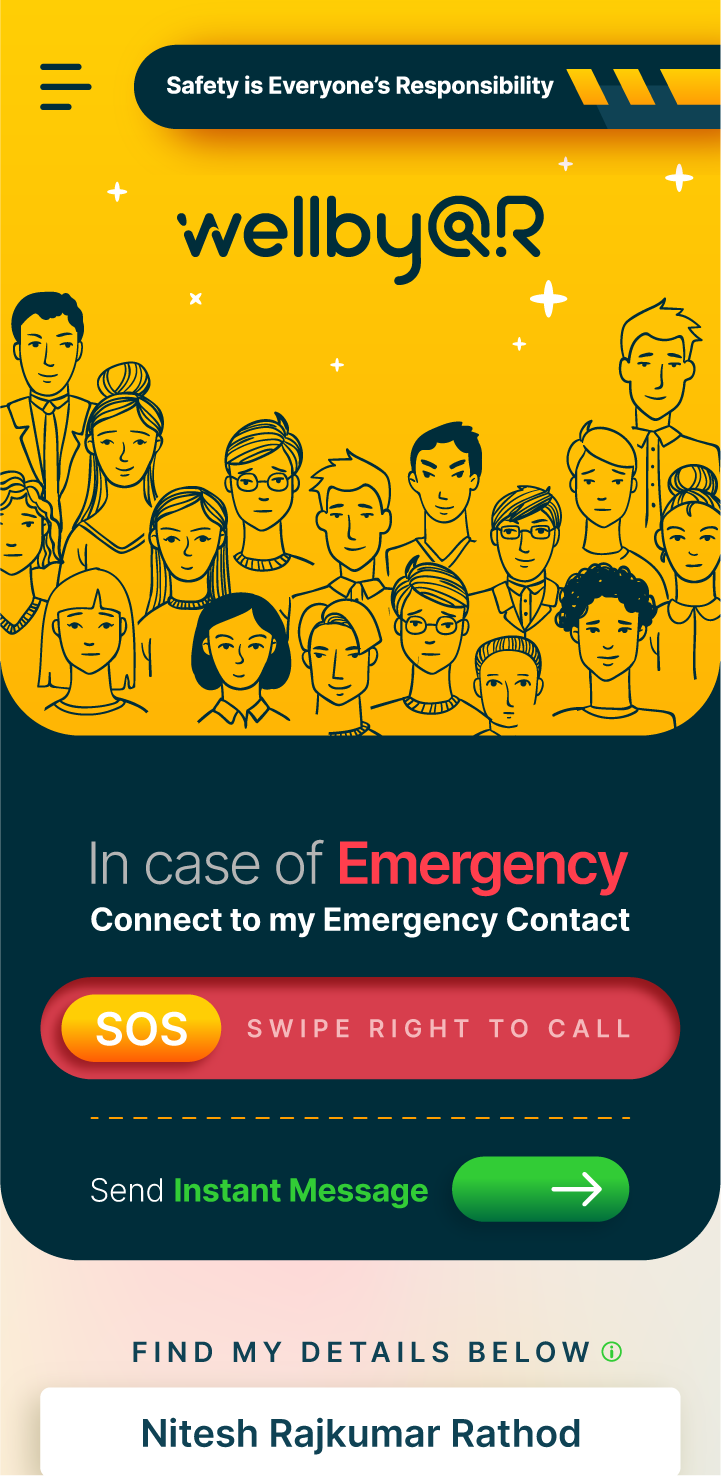 Safety is Everyone's Responsibility
wellby@R
In case of Emergency
Connect to my Emergency Contact
SOS SWIPE RIGHT TO CALL
Send Instant Message
FIND MY DETAILS BELOW
Nitesh Rajkumar Rathod